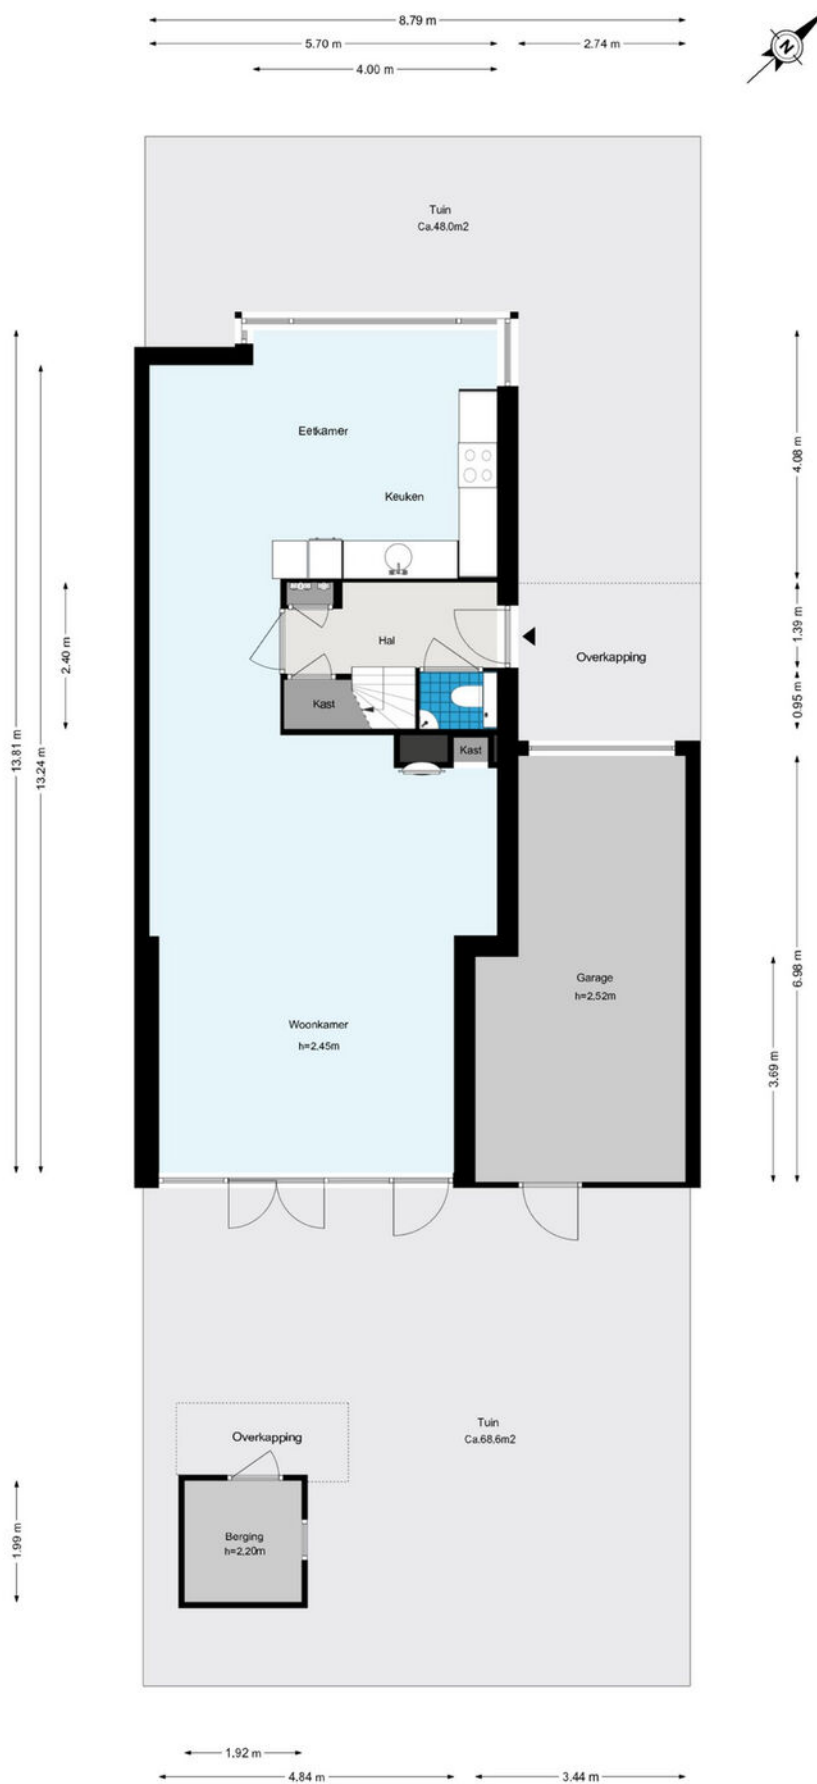 8.79 m
5.70 m
2.74 m
4.00 m
N
Tuin
Ca.48.0m2
Eetkamer
Keuken
4.08 m
Hal
Overkapping
1.39 m
2.40 m
Kast
0.95 m
Kast
13.81 m
13.24 m
Garage
h=2.52m
6.98 m
Woonkamer
h=2.45m
3.69 m
Tuin
Ca.68.6m2
Overkapping
Berging
h=2.20m
1.99 m
1.92 m
4.84 m
3.44 m